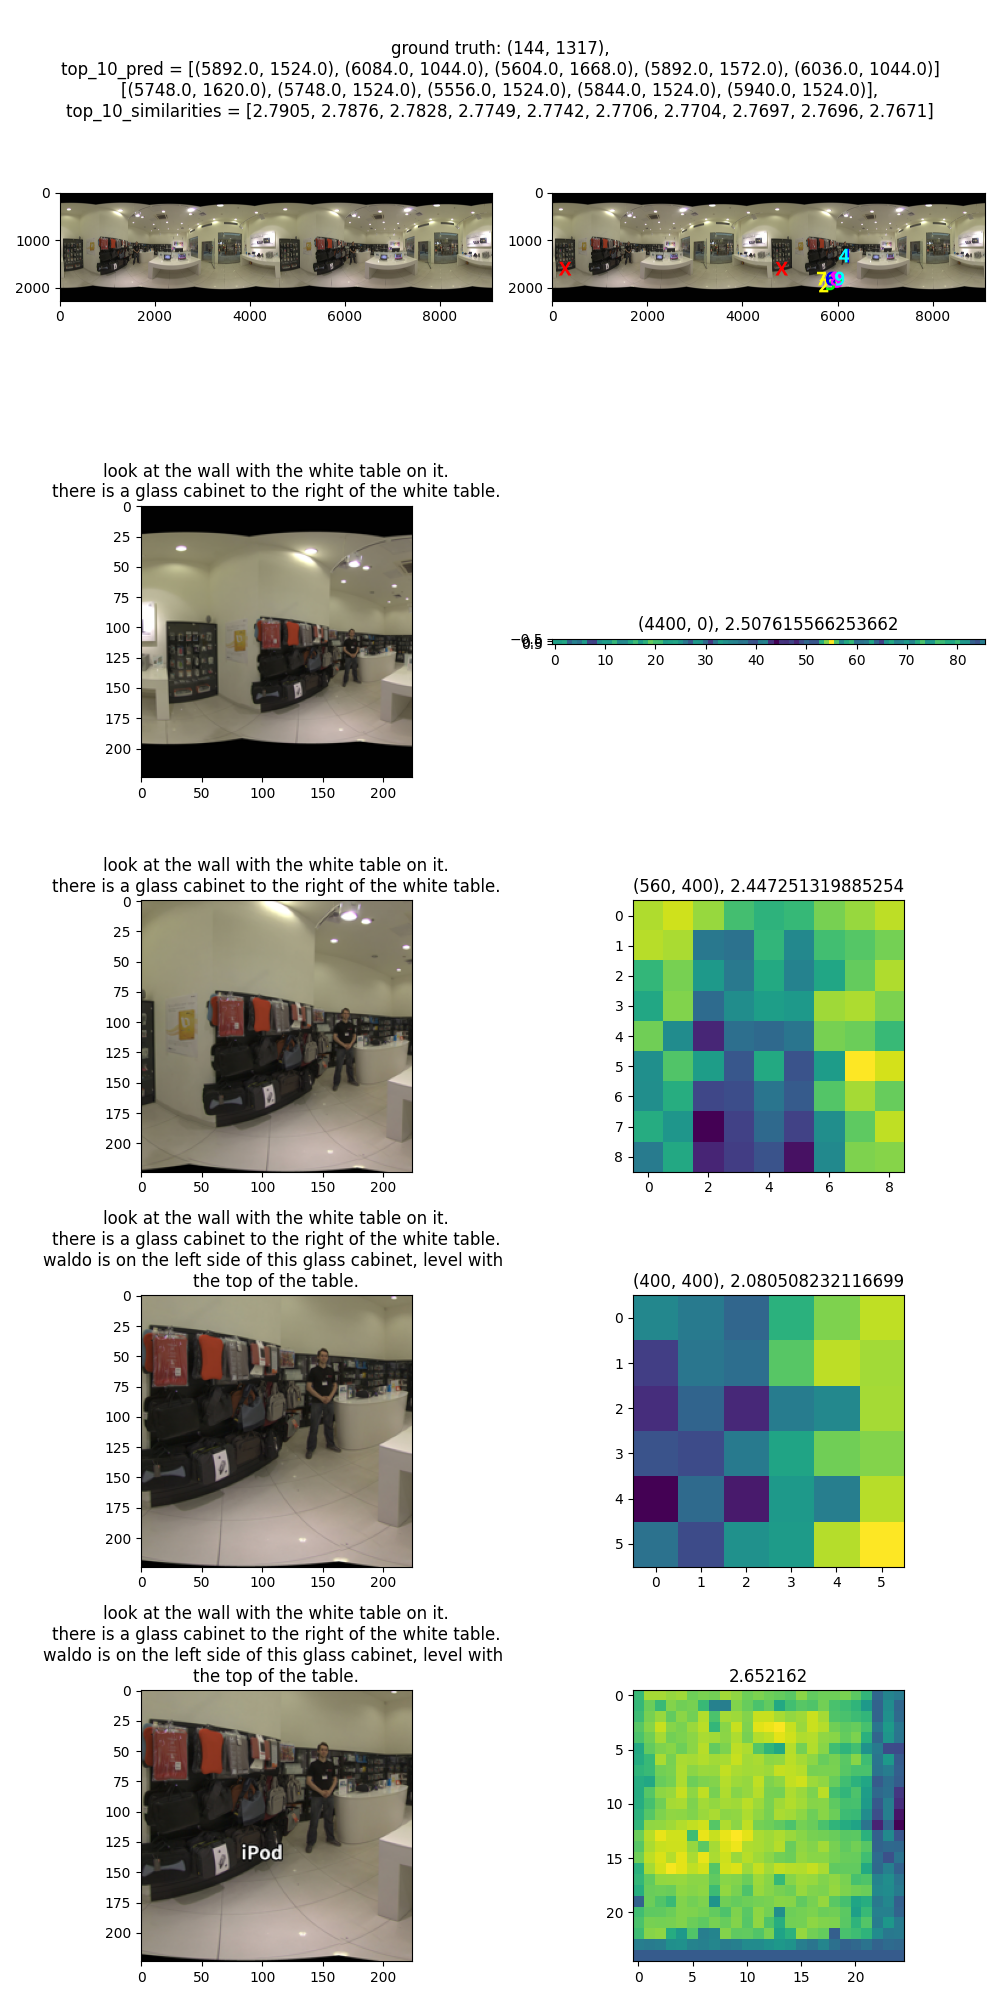 ground truth: (144, 1317),
top_10_pred = [(5892.0, 1524.0), (6084.0, 1044.0), (5604.0, 1668.0), (5892.0, 1572.0), (6036.0, 1044.0)]
[(5748.0, 1620.0), (5748.0, 1524.0), (5556.0, 1524.0), (5844.0, 1524.0), (5940.0, 1524.0)],
top_10_similarities = [2.7905, 2.7876, 2.7828, 2.7749, 2.7742, 2.7706, 2.7704, 2.7697, 2.7696, 2.7671]
0
1000
2000
0 2000 4000 6000 8000
0
1000
2000
X X 4
7 6 9
2
0 2000 4000 6000 8000
look at the wall with the white table on it.
there is a glass cabinet to the right of the white table.
0
25
50
75
100
125
150
175
200
0 50 100 150 200
(4400, 0), 2.507615566253662
−0.5
0.5
0 10 20 30 40 50 60 70 80
look at the wall with the white table on it.
there is a glass cabinet to the right of the white table.
0
25
50
75
100
125
150
175
200
0 50 100 150 200
(560, 400), 2.447251319885254
0
1
2
3
4
5
6
7
8
0 2 4 6 8
look at the wall with the white table on it.
there is a glass cabinet to the right of the white table.
waldo is on the left side of this glass cabinet, level with
the top of the table.
0
25
50
75
100
125
150
175
200
0 50 100 150 200
(400, 400), 2.080508232116699
0
1
2
3
4
5
0 1 2 3 4 5
look at the wall with the white table on it.
there is a glass cabinet to the right of the white table.
waldo is on the left side of this glass cabinet, level with
the top of the table.
0
25
50
75
100
125
150
175
200
iPod
0 50 100 150 200
2.652162
0
5
10
15
20
0 5 10 15 20